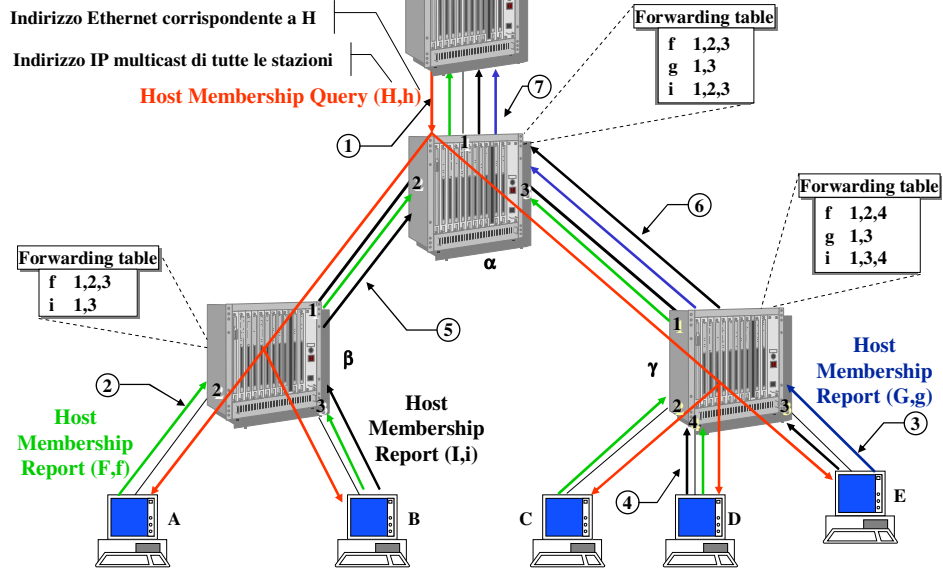 Indirizzo Ethernet corrispondente a H
Indirizzo IP multicast di tutte le stazioni
Host Membership Query (H,h)
1
7
Forwarding table
f 1,2,3
g 1,3
i 1,2,3
1
2
3
α
6
Forwarding table
f 1,2,4
g 1,3
i 1,3,4
Forwarding table
f 1,2,3
i 1,3
5
1
2
3
β
1
2
4
3
γ
2
Host
Membership
Report (F,f)
Host
Membership
Report (I,i)
Host
Membership
Report (G,g)
3
4
A
B
C
D
E